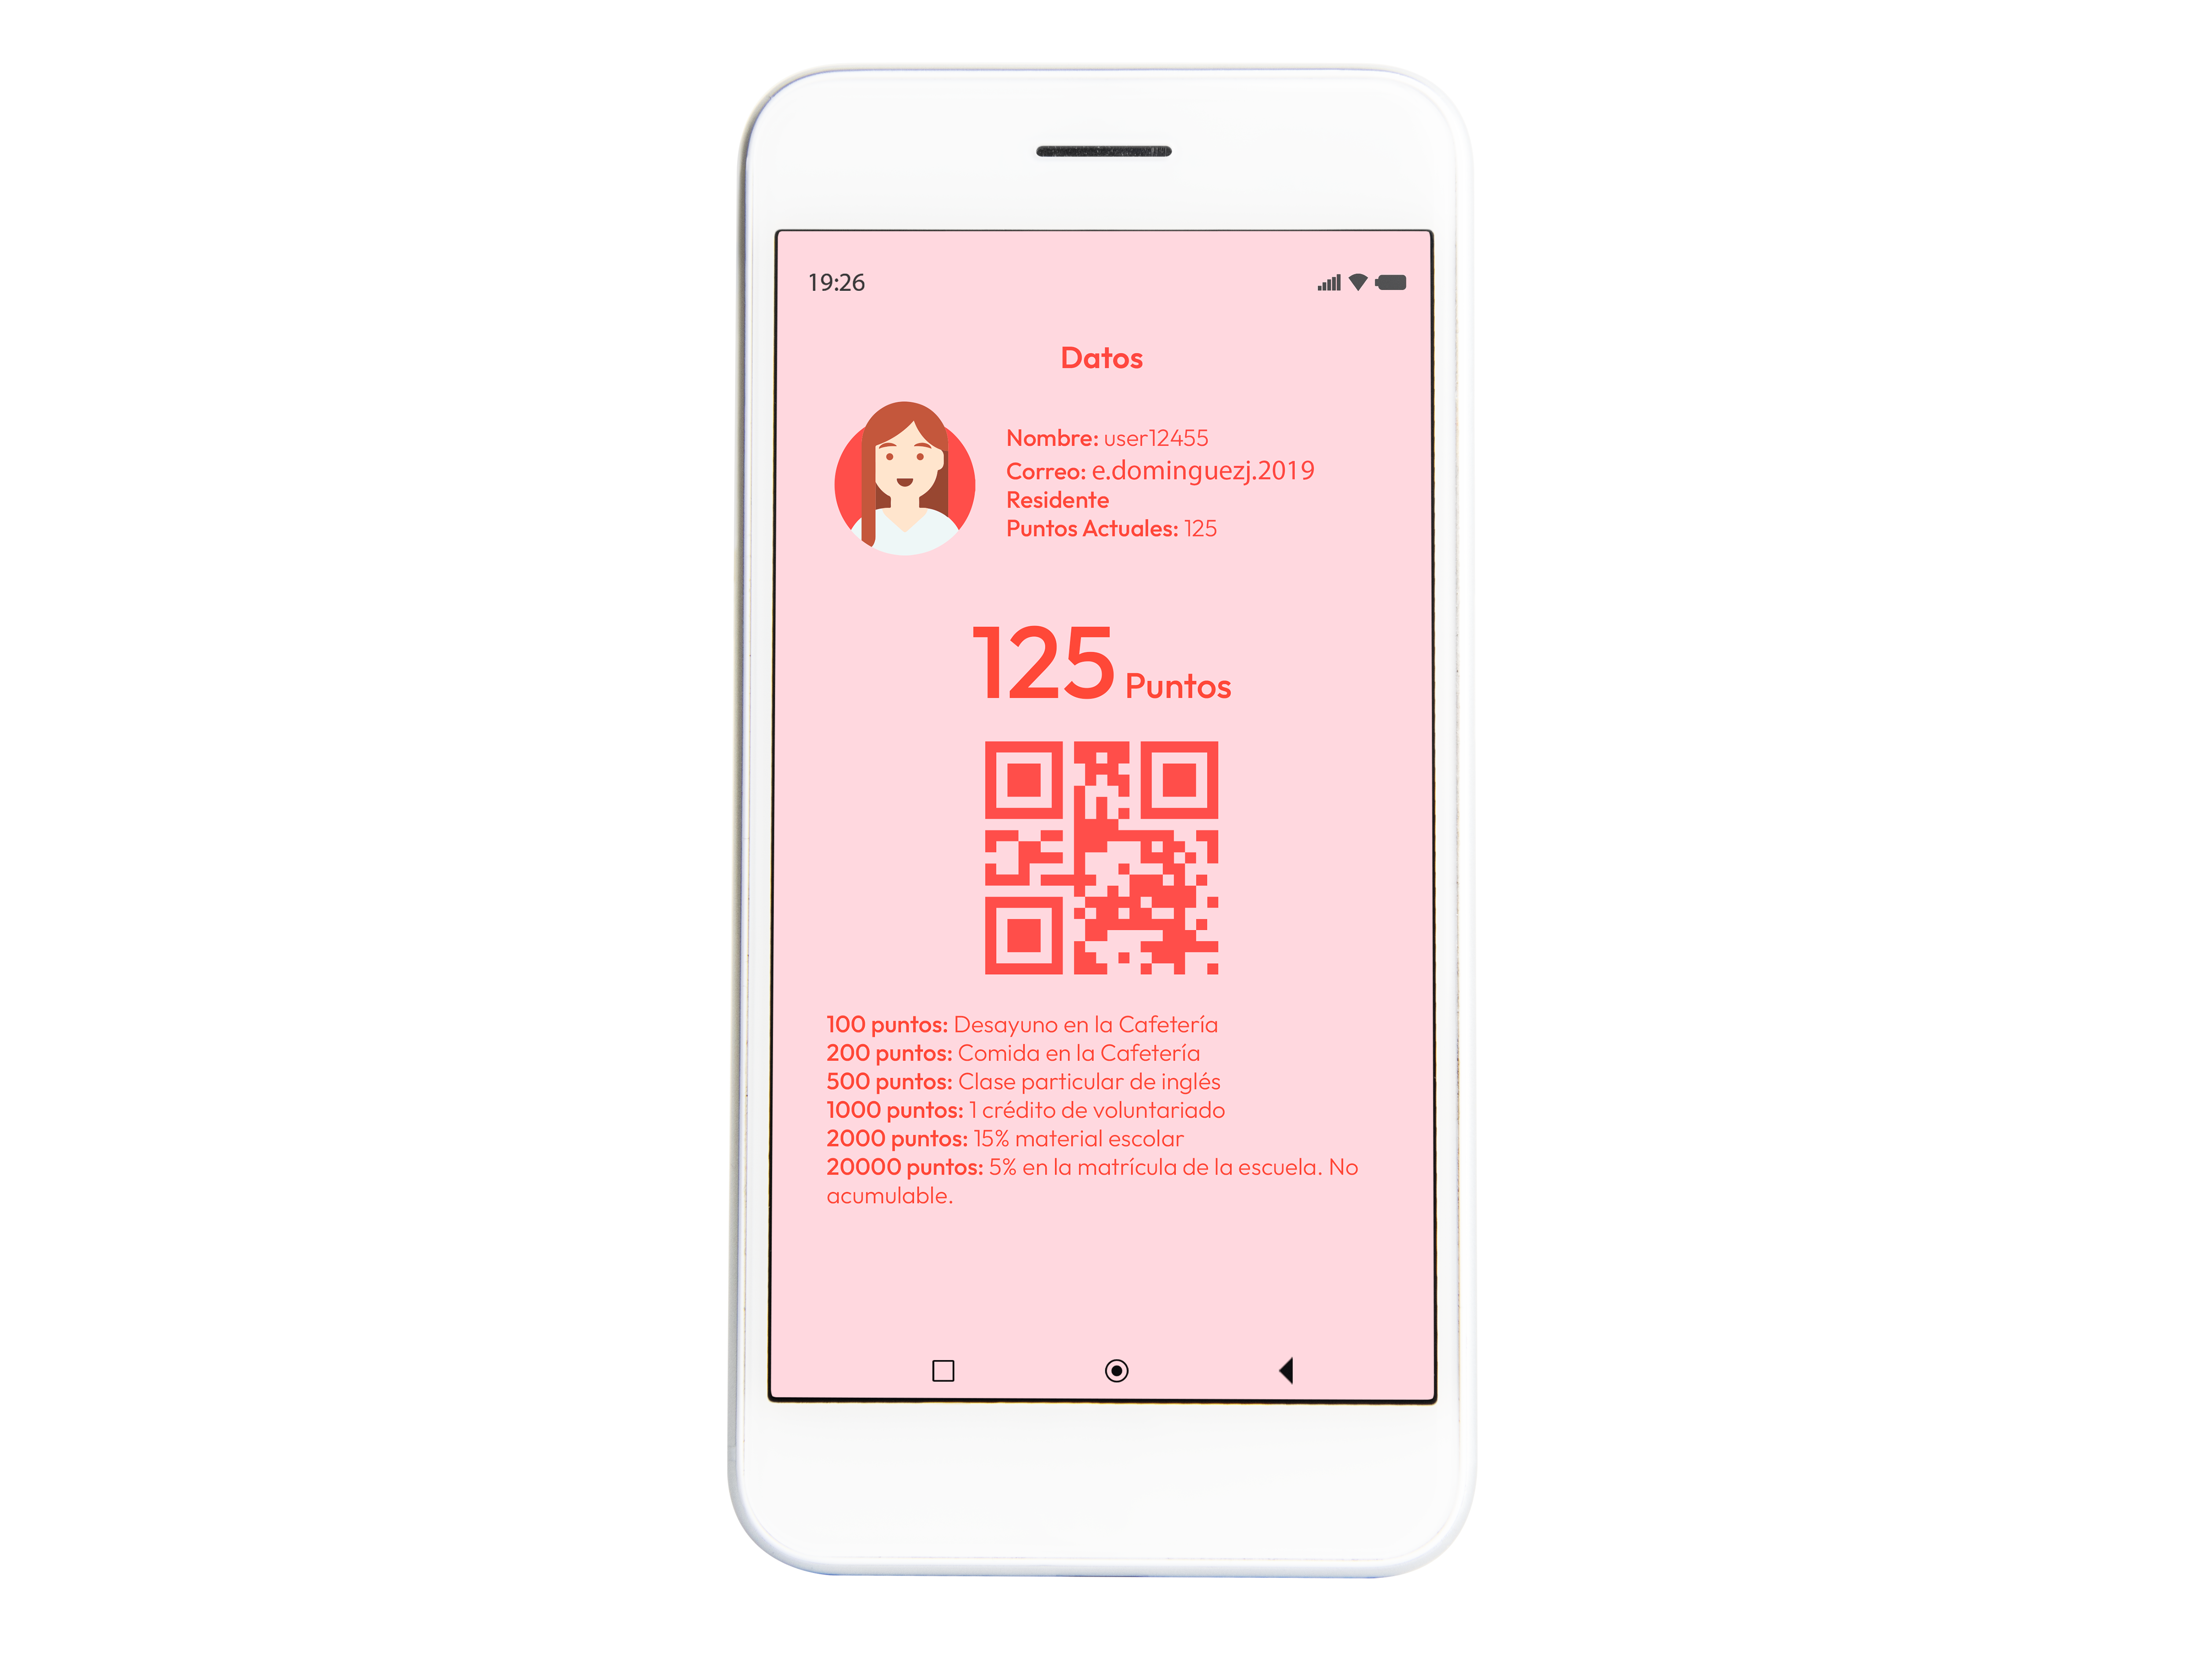 19:26
Datos
Nombre: user12455
Correo: e.dominguezj.2019
Residente
Puntos Actuales: 125
125 Puntos
100 puntos: Desayuno en la Cafetería
200 puntos: Comida en la Cafetería
500 puntos: Clase particular de inglés
1000 puntos: 1 crédito de voluntariado
2000 puntos: 15% material escolar
20000 puntos: 5% en la matrícula de la escuela. No
acumulable.